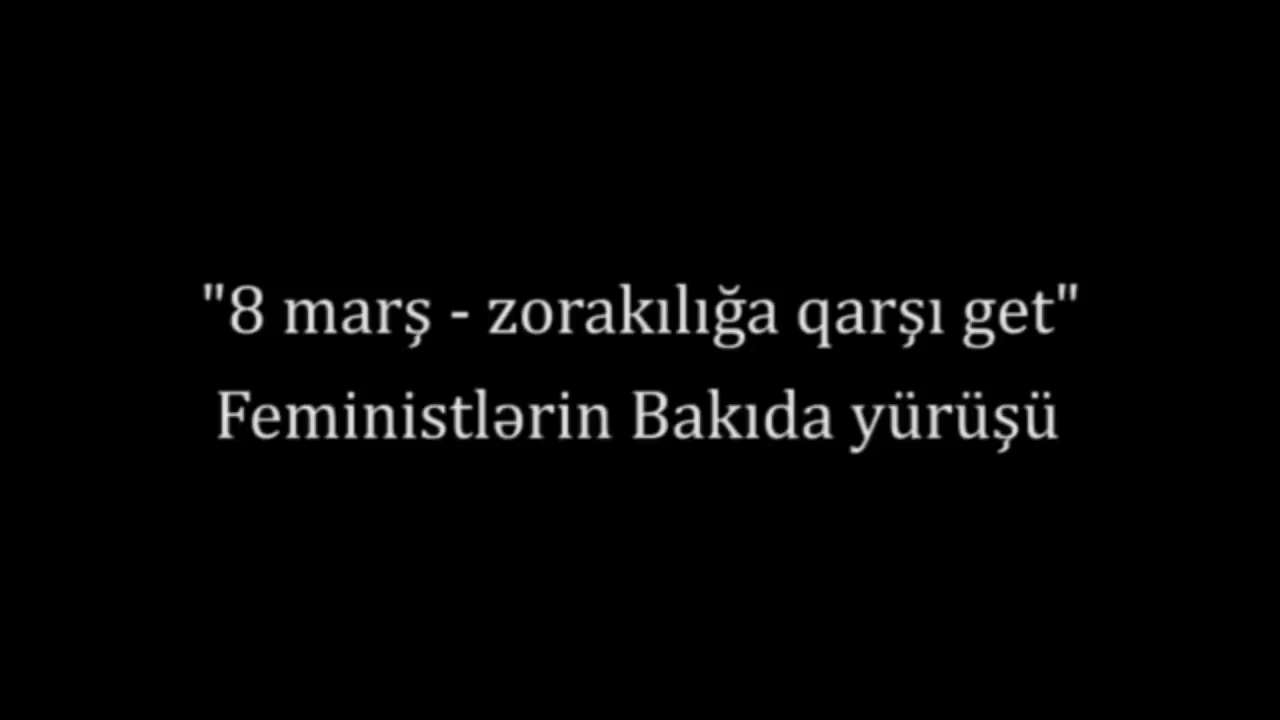 "8 marş - zorakılığa qarşı get"
Feministlərin Bakıda yürüşü